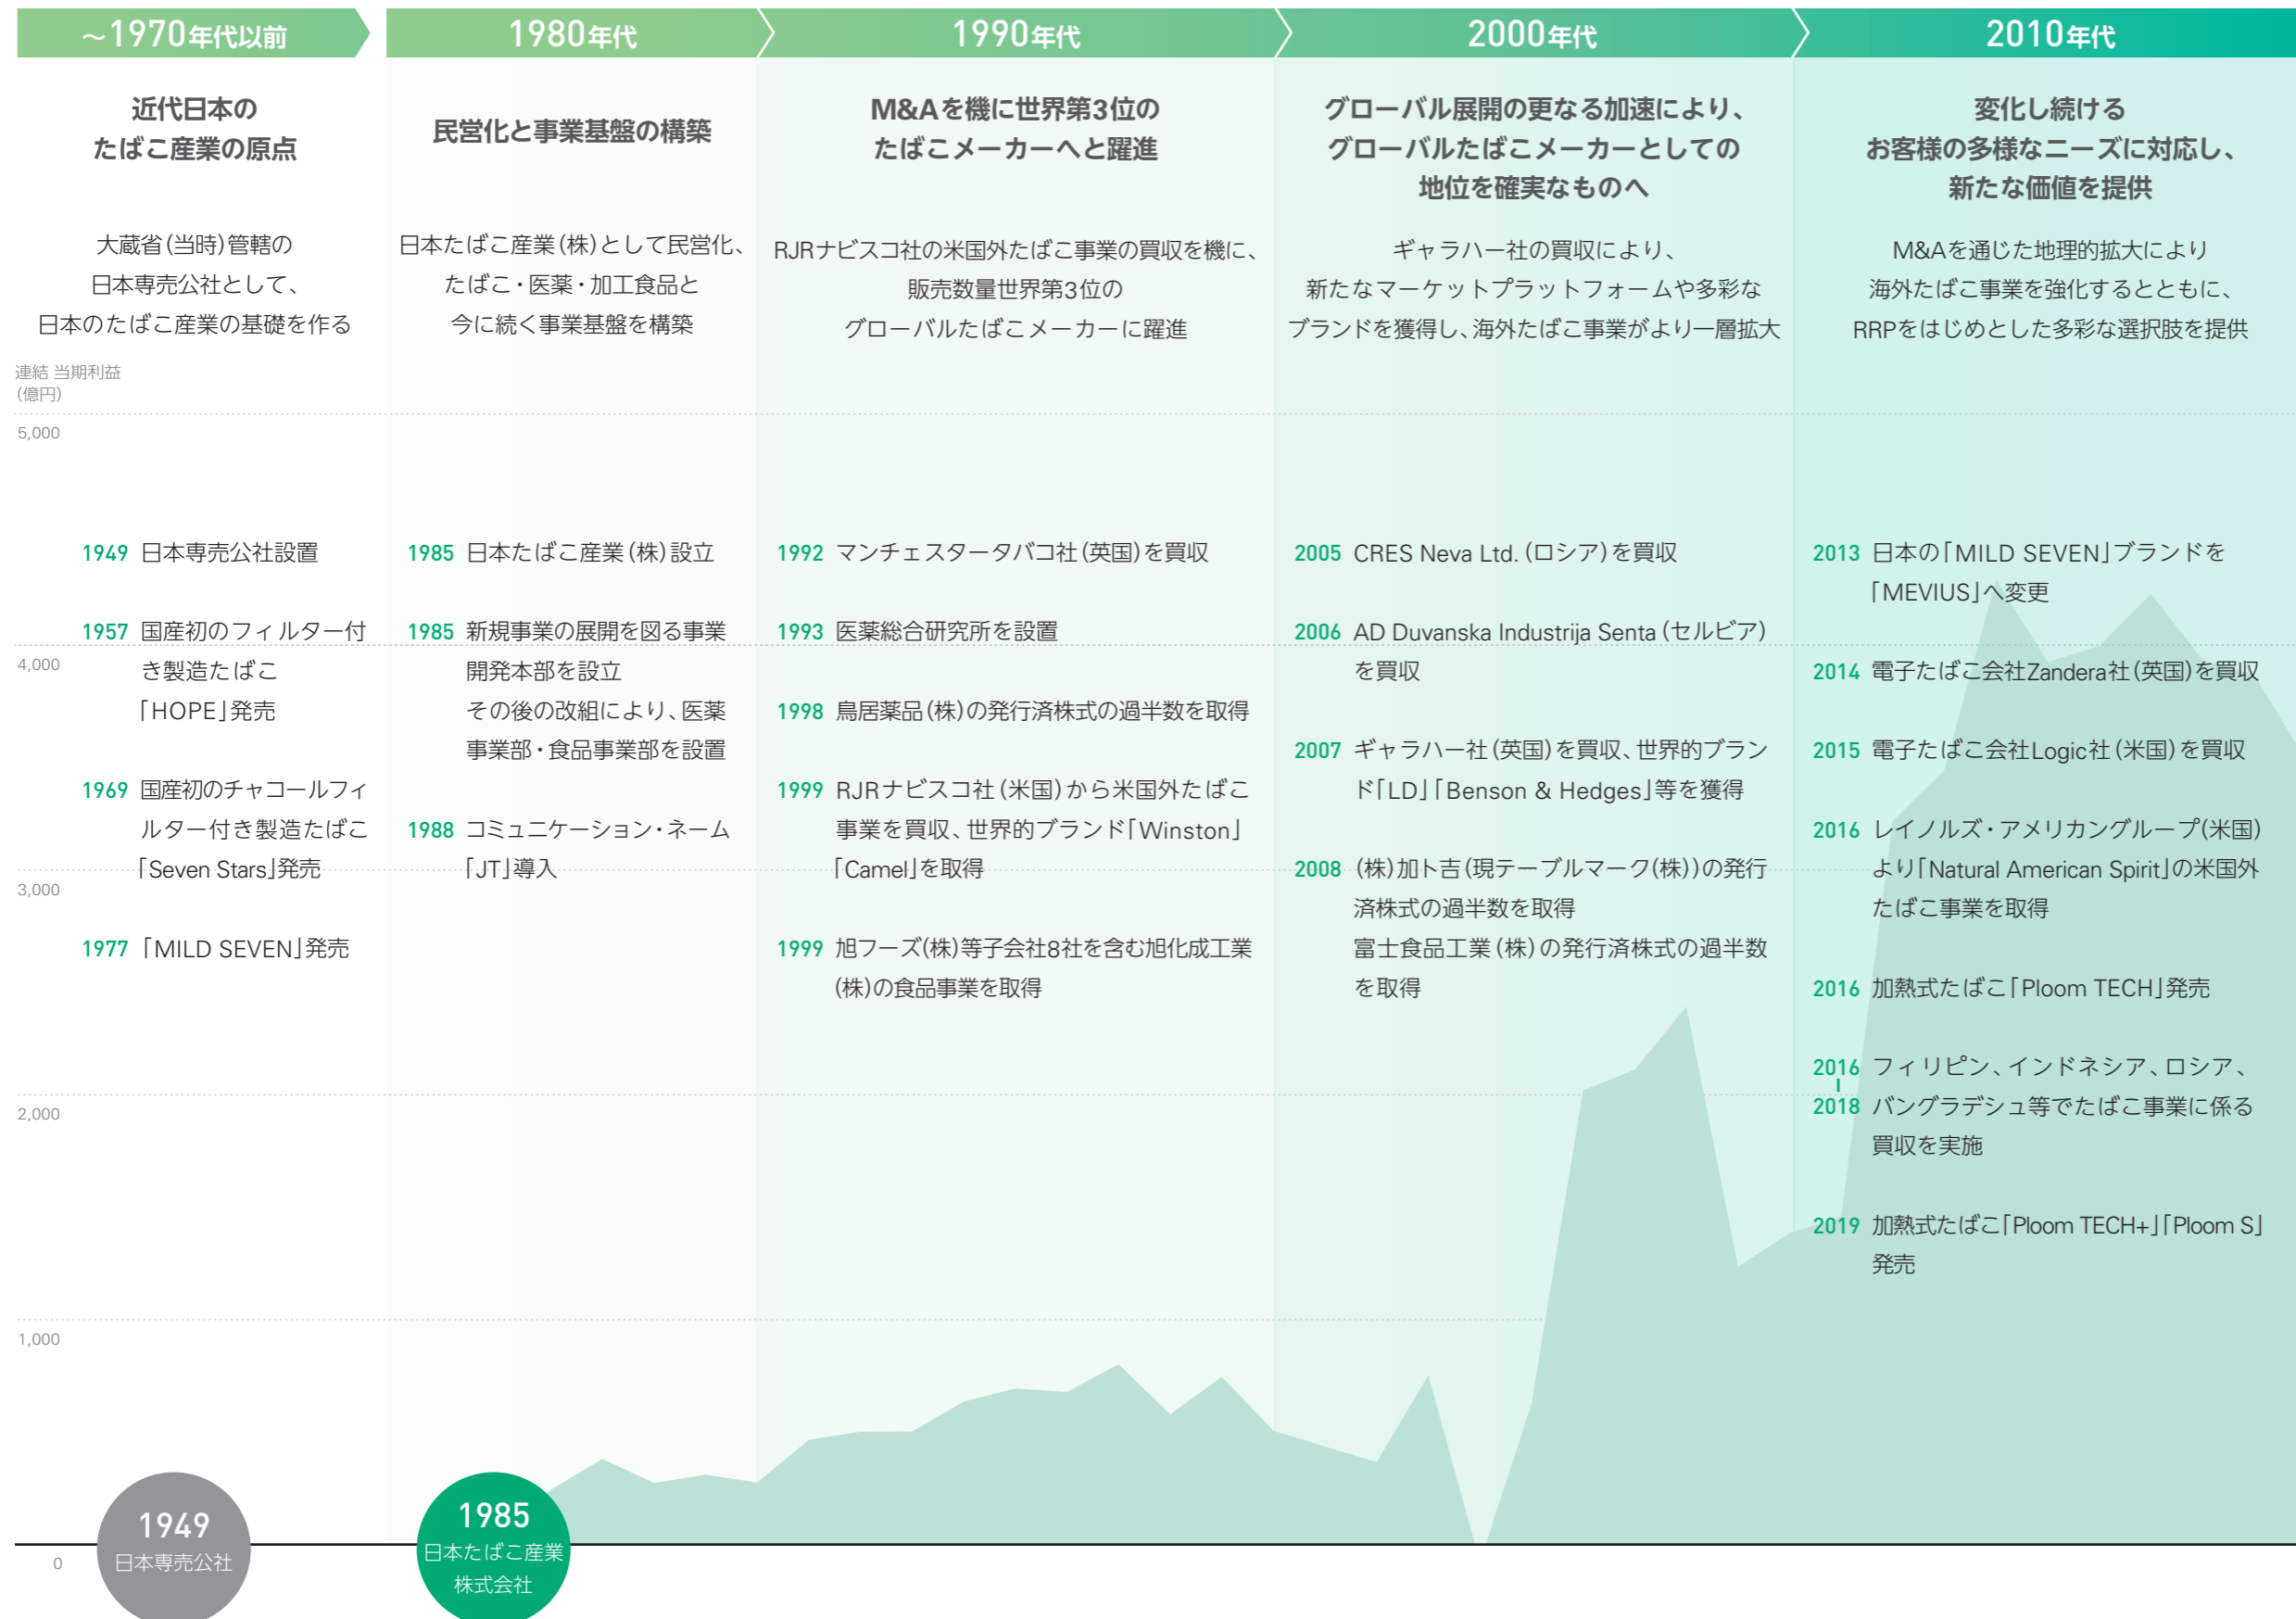 ～1970年代以前
近代日本の
たばこ産業の原点
大蔵省(当時)管轄の
日本専売公社として、
日本のたばこ産業の基礎を作る
1980年代
民営化と事業基盤の構築
日本たばこ産業(株)として民営化、
たばこ・医薬・加工食品と
今に続く事業基盤を構築
1990年代
M&Aを機に世界第3位の
たばこメーカーへと躍進
RJRナビスコ社の米国外たばこ事業の買収を機に、
販売数量世界第3位の
グローバルたばこメーカーに躍進
2000年代
グローバル展開の更なる加速により、
グローバルたばこメーカーとしての
地位を確実なものへ
ギャラハー社の買収により、
新たなマーケットプラットフォームや多彩な
ブランドを獲得し、海外たばこ事業がより一層拡大
2010年代
変化し続ける
お客様の多様なニーズに対応し、
新たな価値を提供
M&Aを通じた地理的拡大により
海外たばこ事業を強化するとともに、
RRPをはじめとした多彩な選択肢を提供
連結 当期利益
(億円)
5,000
4,000
3,000
2,000
1,000
0
1949 日本専売公社設置
1957 国産初のフィルター付
き製造たばこ
「HOPE」発売
1969 国産初のチャコールフィ
ルター付き製造たばこ
「Seven Stars」発売
1977 「MILD SEVEN」発売
1985 日本たばこ産業(株)設立
1985 新規事業の展開を図る事業
開発本部を設立
その後の改組により、医薬
事業部・食品事業部を設置
1988 コミュニケーション・ネーム
「JT」導入
1992 マンチェスタータバコ社(英国)を買収
1993 医薬総合研究所を設置
1998 鳥居薬品(株)の発行済株式の過半数を取得
1999 RJRナビスコ社(米国)から米国外たばこ
事業を買収、世界的ブランド「Winston」
「Camel」を取得
1999 旭フーズ(株)等子会社8社を含む旭化成工業
(株)の食品事業を取得
2005 CRES Neva Ltd.(ロシア)を買収
2006 AD Duvanska Industrija Senta(セルビア)
を買収
2007 ギャラハー社(英国)を買収、世界的ブラン
ド「LD」「Benson & Hedges」等を獲得
2008 (株)加ト吉(現テーブルマーク(株))の発行
済株式の過半数を取得
富士食品工業(株)の発行済株式の過半数
を取得
2013 日本の「MILD SEVEN」ブランドを
「MEVIUS」へ変更
2014 電子たばこ会社Zandera社(英国)を買収
2015 電子たばこ会社Logic社(米国)を買収
2016 レイノルズ・アメリカングループ(米国)
より「Natural American Spirit」の米国外
たばこ事業を取得
2016 加熱式たばこ「Ploom TECH」発売
2016 フィリピン、インドネシア、ロシア、
2018 バングラデシュ等でたばこ事業に係る
買収を実施
2019 加熱式たばこ「Ploom TECH+」「Ploom S」
発売
1949
日本専売公社
1985
日本たばこ産業
株式会社